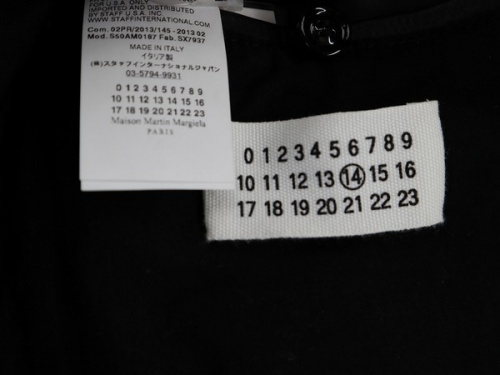 IMPORTED AND DISTRIBUTED
BY STAFF U.S.A. INC.
WWW.STAFFINTERNATIONAL.COM
Com. 02PR/2013/145 - 2013 02
Mod. S50AM0187 Fab. SX7937
MADE IN ITALY
イタリア製
(株)スタッフインターナショナルジャパン
03-5794-9931
0 1 2 3 4 5 6 7 8 9
10 11 12 13 14 15 16
17 18 19 20 21 22 23
Maison Martin Margiela
PARIS
0 1 2 3 4 5 6 7 8 9
10 11 12 13 14 15 16
17 18 19 20 21 22 23